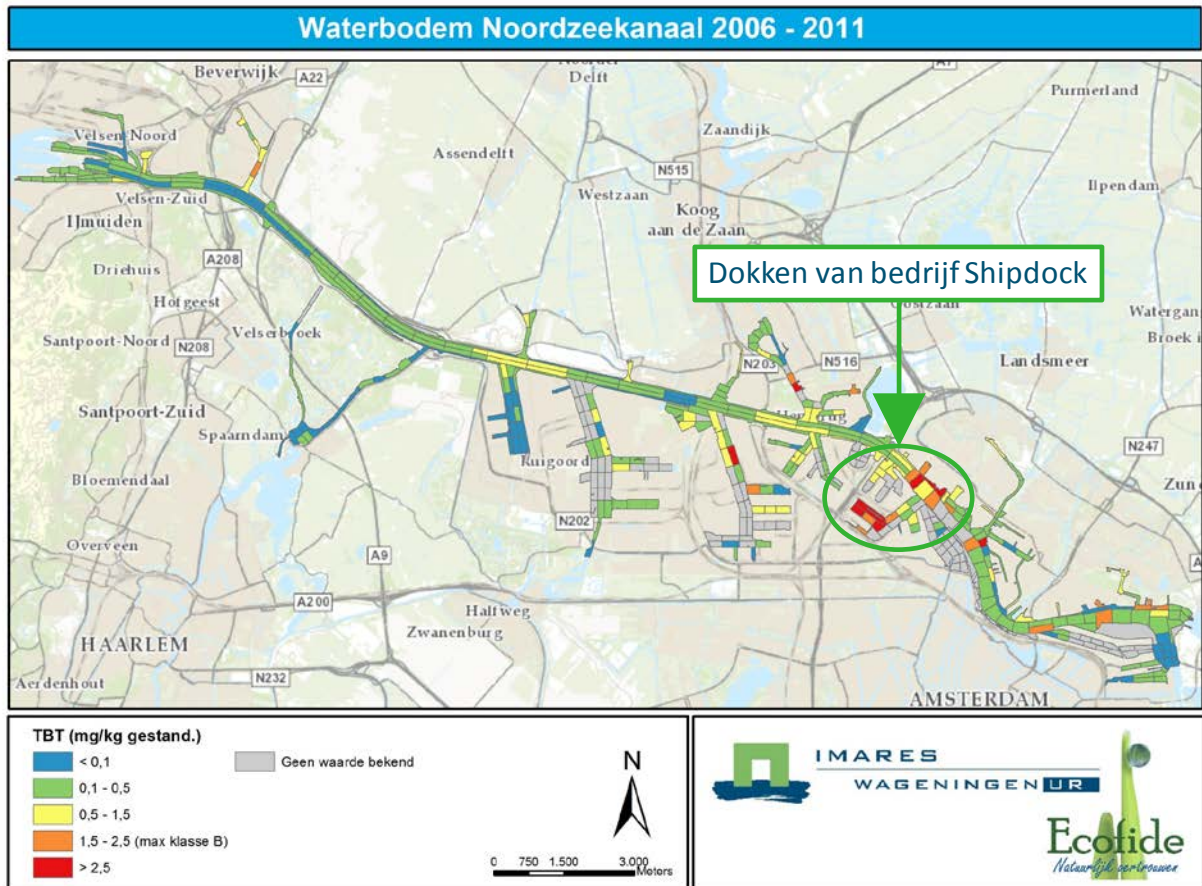 Waterbodem Noordzeekanaal 2006 - 2011
Beverwijk
A22
Delft
A7
Purmerland
Velsen-Noord
Zaandijk
Assendelft
N515
Ilpendam
Velsen-Zuid
Westzaan
Koog
aan de Zaan
IJmuiden
A208
Driehuis
Dokken van bedrijf Shipdock
Hofgeest
Oostzaan
Velserbroek
Watergan
Santpoort-Noord
N208
Broek i
N203
N516
Landsmeer
Santpoort-Zuid
Spaarndam
N247
Ruigoord
Bloemendaal
Zun
N202
Overveen
A9
A200
Halfweg
Zwanenburg
HAARLEM
N232
Aerdenhout
AMSTERDAM
TBT (mg/kg gestand.)
< 0,1
Geen waarde bekend
0,1 - 0,5
0,5 - 1,5
1,5 - 2,5 (max klasse B)
> 2,5
N
0 750 1.500 3.000
Meters
IMARES
WAGENINGEN UR
Ecofide
Natuurlijk vertrouwen